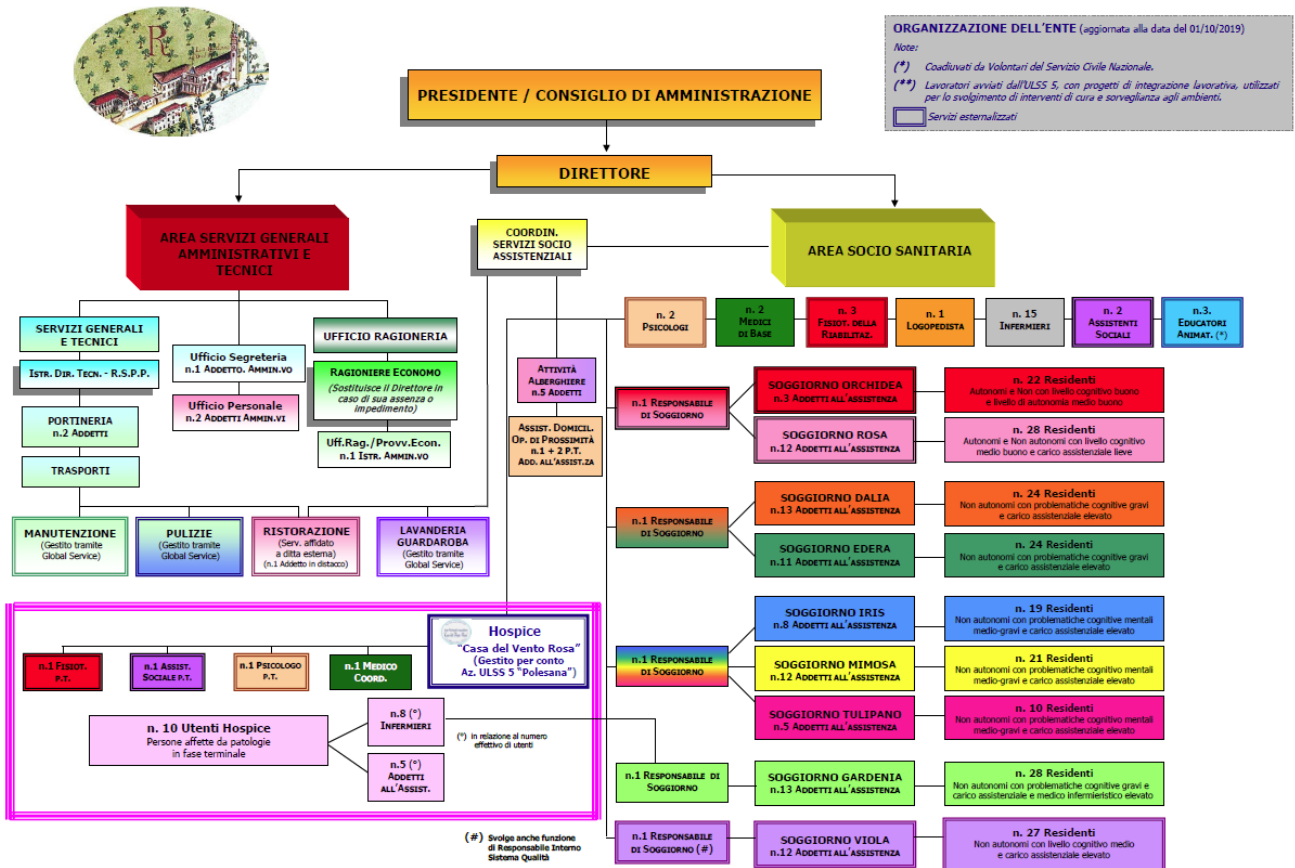 R
ORGANIZZAZIONE DELL'ENTE (aggiornata alla data del 01/10/2019)
Note:
(*) Coadiuvati da Volontari del Servizio Civile Nazionale.
(**) Lavoratori avviati dall'ULSS 5, con progetti di integrazione lavorativa, utilizzati
per lo svolgimento di interventi di cura e sorveglianza agli ambienti.
Servizi esternalizzati
PRESIDENTE / CONSIGLIO DI AMMINISTRAZIONE
DIRETTORE
AREA SERVIZI GENERALI
AMMINISTRATIVI E
TECNICI
COORDIN.
SERVIZI SOCIO
ASSISTENZIALI
AREA SOCIO SANITARIA
SERVIZI GENERALI
E TECNICI
ISTR. DIR. TECN. - R.S.P.P.
PORTINERIA
n.2 ADDETTI
TRASPORTI
Ufficio Segreteria
n.1 ADDETTO. AMMIN.VO
Ufficio Personale
n.2 ADDETTI AMMIN.VI
UFFICIO RAGIONERIA
RAGIONIERE ECONOMO
(Sostituisce il Direttore in
caso di sua assenza o
impedimento)
Uff.Rag./Provv.Econ.
n.1 ISTR. AMMIN.VO
ATTIVITÀ
ALBERGHIERE
n.5 ADDETTI
ASSIST. DOMICIL.
OP. DI PROSSIMITÀ
n.1 + 2 P.T.
ADD. ALL'ASSIST.ZA
n. 2
PSICOLOGI
n. 2
MEDICI
DI BASE
n. 3
FISIOT. DELLA
RIABILITAZ.
n. 1
LOGOPEDISTA
n. 15
INFERMIERI
n. 2
ASSISTENTI
SOCIALI
n.3.
EDUCATORI
ANIMAT. (*)
MANUTENZIONE
(Gestito tramite
Global Service)
PULIZIE
(Gestito tramite
Global Service)
RISTORAZIONE
(Serv. affidato
a ditta esterna)
(n.1 Addetto in distacco)
LAVANDERIA
GUARDAROBA
(Gestito tramite
Global Service)
n.1 RESPONSABILE
DI SOGGIORNO
SOGGIORNO ORCHIDEA
n.3 ADDETTI ALL'ASSISTENZA
n. 22 Residenti
Autonomi e Non con livello cognitivo buono
e livello di autonomia medio buono
SOGGIORNO ROSA
n.12 ADDETTI ALL'ASSISTENZA
n. 28 Residenti
Autonomi e Non autonomi con livello cognitivo
medio buono e carico assistenziale lieve
n.1 RESPONSABILE
DI SOGGIORNO
SOGGIORNO DALIA
n.13 ADDETTI ALL'ASSISTENZA
n. 24 Residenti
Non autonomi con problematiche cognitive gravi
e carico assistenziale elevato
SOGGIORNO EDERA
n.11 ADDETTI ALL'ASSISTENZA
n. 24 Residenti
Non autonomi con problematiche cognitive gravi
e carico assistenziale elevato
n.1 RESPONSABILE
DI SOGGIORNO
SOGGIORNO IRIS
n.8 ADDETTI ALL'ASSISTENZA
n. 19 Residenti
Non autonomi con problematiche cognitive mentali
medio-gravi e carico assistenziale elevato
SOGGIORNO MIMOSA
n.12 ADDETTI ALL'ASSISTENZA
n. 21 Residenti
Non autonomi con problematiche cognitivo mentali
medio-gravi e carico assistenziale elevato
SOGGIORNO TULIPANO
n.5 ADDETTI ALL'ASSISTENZA
n. 10 Residenti
Non autonomi con problematiche cognitivo mentali
medio-gravi e carico assistenziale elevato
n.1 RESPONSABILE DI
SOGGIORNO
SOGGIORNO GARDENIA
n.13 ADDETTI ALL'ASSISTENZA
n. 28 Residenti
Non autonomi con problematiche cognitivo gravi e
carico assistenziale e medico infermieristico elevato
n.1 RESPONSABILE
DI SOGGIORNO (#)
SOGGIORNO VIOLA
n.12 ADDETTI ALL'ASSISTENZA
n. 27 Residenti
Non autonomi con livello cognitivo medio
e carico assistenziale elevato
Hospice
"Casa del Vento Rosa"
(Gestito per conto
Az. ULSS 5 "Polesana")
n.1 FISIOT.
P.T.
n.1 ASSIST.
SOCIALE P.T.
n.1 PSICOLOGO
P.T.
n.1 MEDICO
COORD.
n. 10 Utenti Hospice
Persone affette da patologie
in fase terminale
n.8 (°)
INFERMIERI
n.5 (°)
ADDETTI
ALL'ASSIST.
(°) in relazione al numero
effettivo di utenti
(#) Svolge anche funzione
di Responsabile Interno
Sistema Qualità